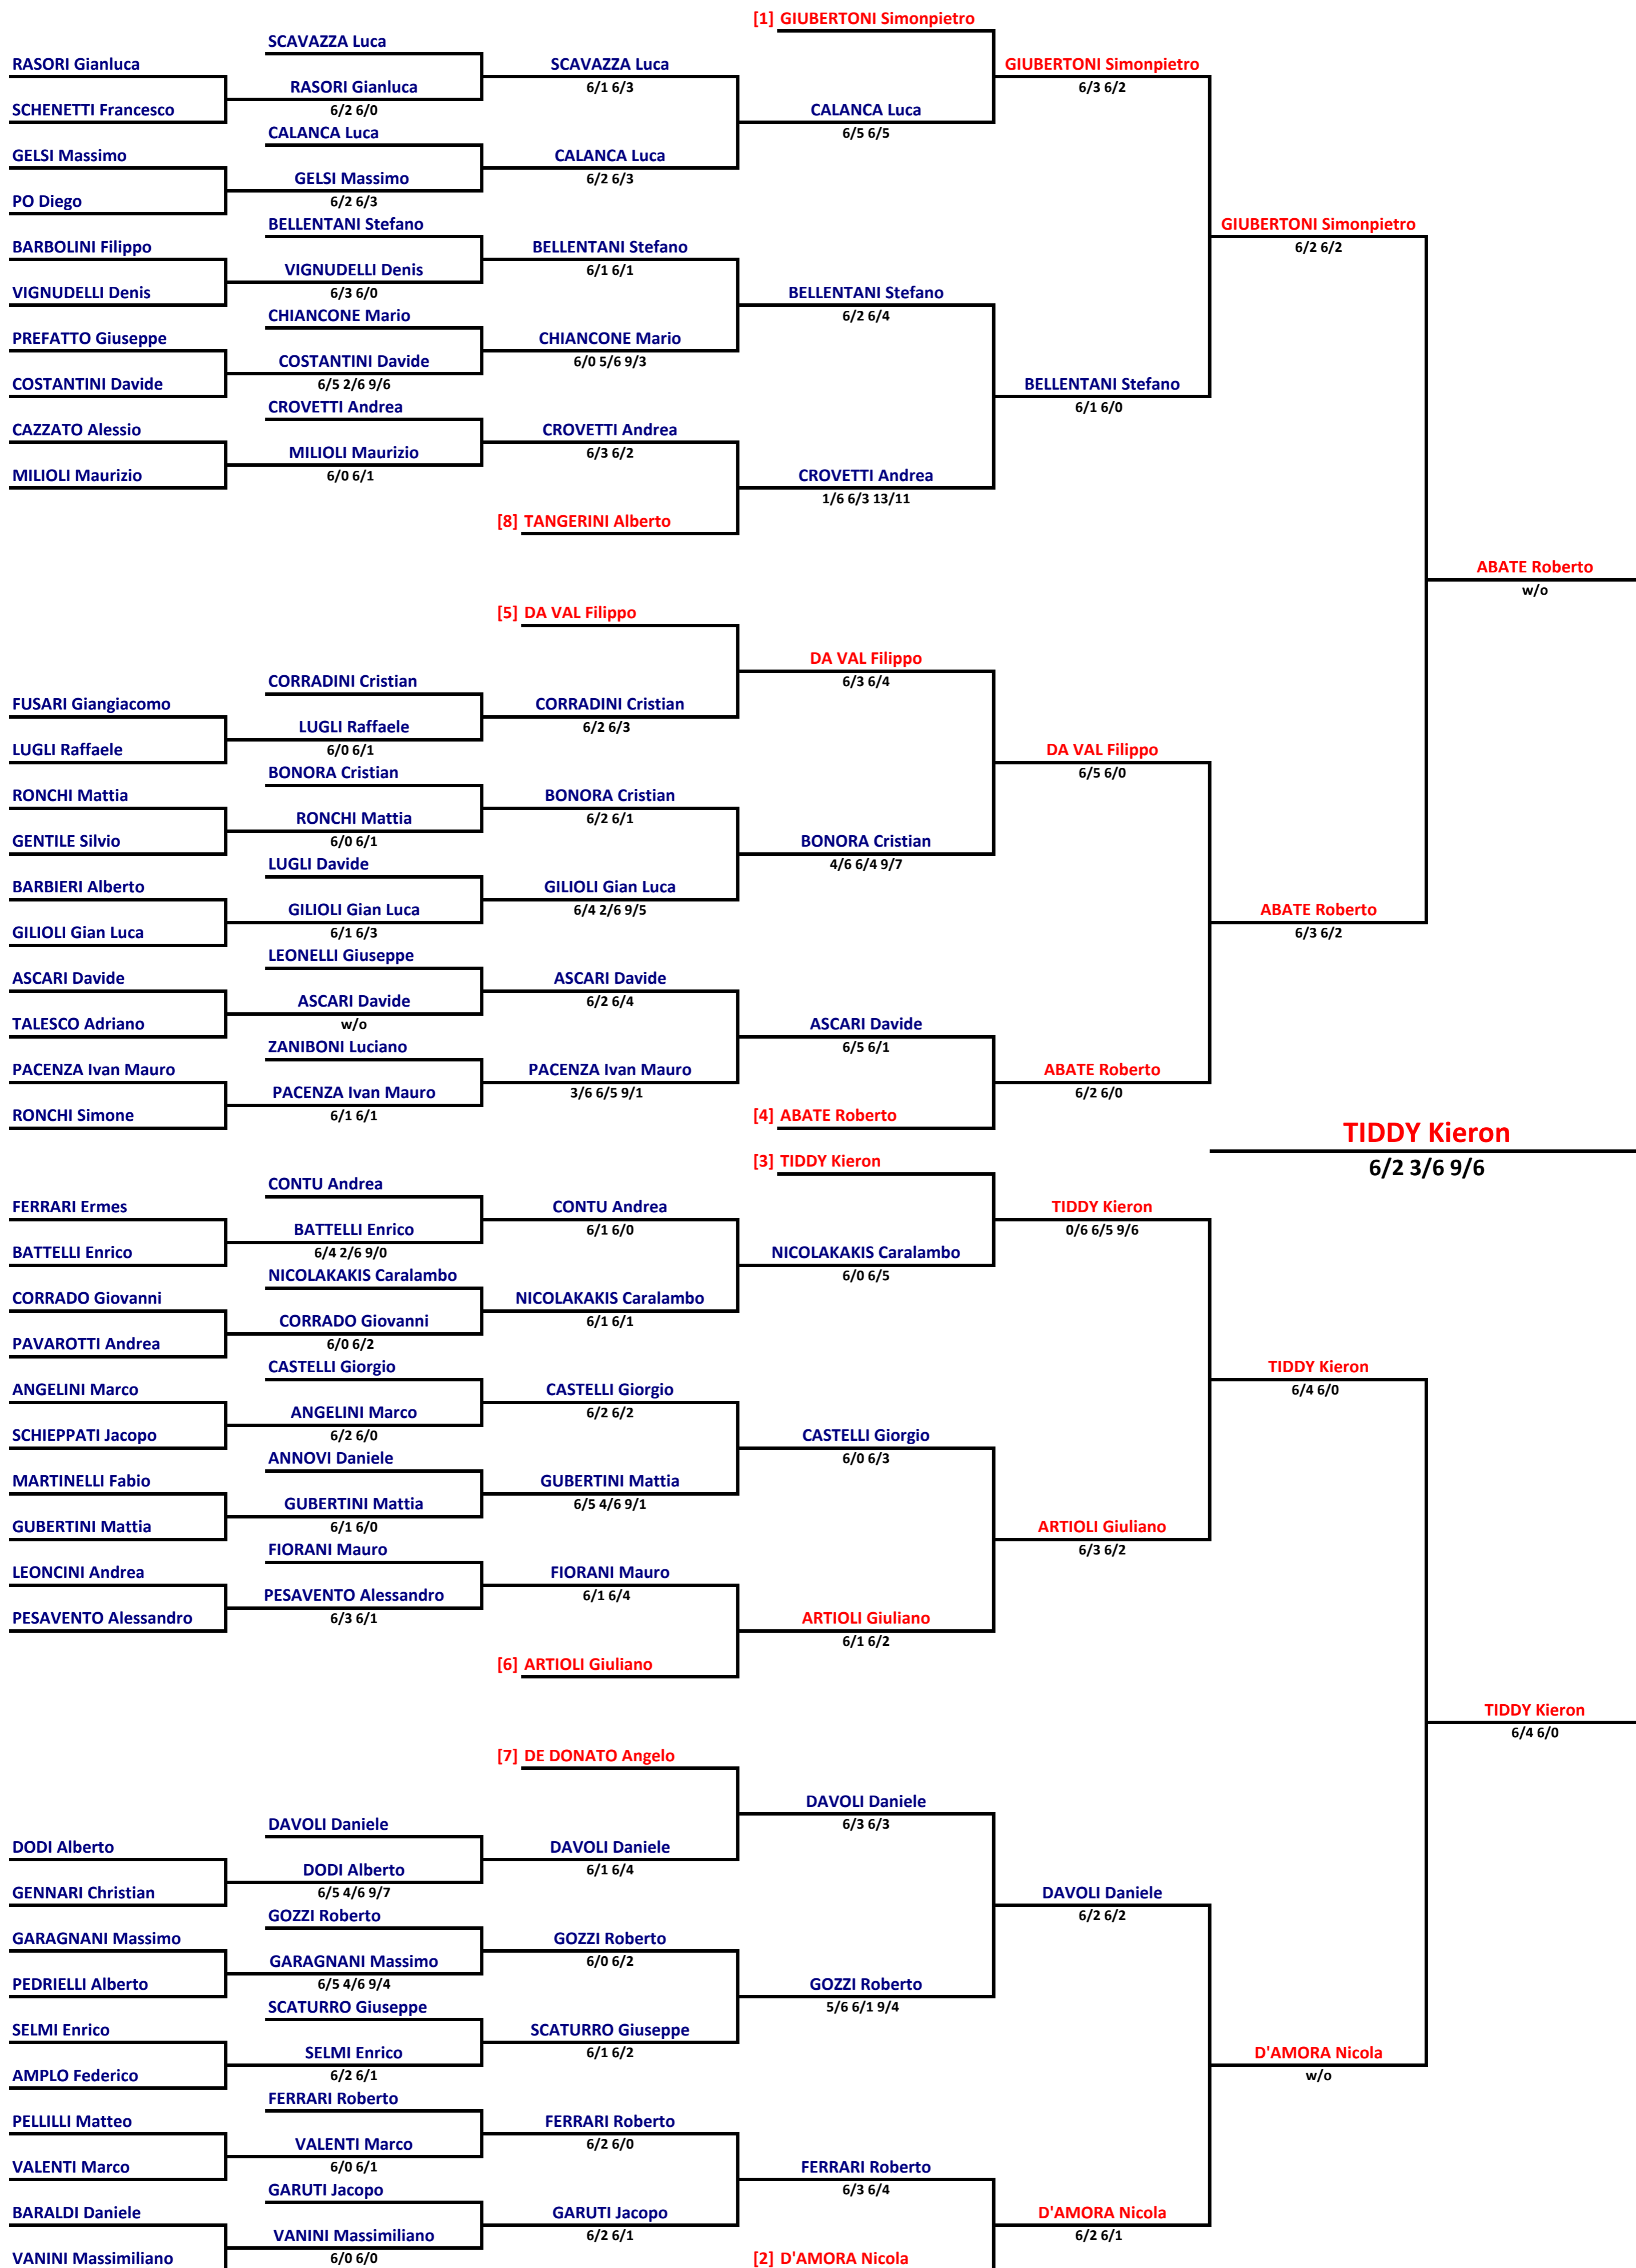 [1] GIUBERTONI Simonpietro
SCAVAZZA Luca
RASORI Gianluca
SCAVAZZA Luca
GIUBERTONI Simonpietro
RASORI Gianluca
6/1 6/3
6/3 6/2
SCHENETTI Francesco
6/2 6/0
CALANCA Luca
CALANCA Luca
6/5 6/5
GELSI Massimo
CALANCA Luca
GELSI Massimo
6/2 6/3
PO Diego
6/2 6/3
BELLENTANI Stefano
GIUBERTONI Simonpietro
BARBOLINI Filippo
BELLENTANI Stefano
6/2 6/2
VIGNUDELLI Denis
6/1 6/1
VIGNUDELLI Denis
6/3 6/0
BELLENTANI Stefano
CHIANCONE Mario
6/2 6/4
PREFATTO Giuseppe
CHIANCONE Mario
COSTANTINI Davide
6/0 5/6 9/3
COSTANTINI Davide
6/5 2/6 9/6
BELLENTANI Stefano
CROVETTI Andrea
6/1 6/0
CAZZATO Alessio
CROVETTI Andrea
MILIOLI Maurizio
6/3 6/2
MILIOLI Maurizio
6/0 6/1
CROVETTI Andrea
1/6 6/3 13/11
[8] TANGERINI Alberto
ABATE Roberto
w/o
[5] DA VAL Filippo
DA VAL Filippo
CORRADINI Cristian
6/3 6/4
FUSARI Giangiacomo
CORRADINI Cristian
LUGLI Raffaele
6/2 6/3
LUGLI Raffaele
6/0 6/1
DA VAL Filippo
BONORA Cristian
6/5 6/0
RONCHI Mattia
BONORA Cristian
RONCHI Mattia
6/2 6/1
GENTILE Silvio
6/0 6/1
BONORA Cristian
LUGLI Davide
4/6 6/4 9/7
BARBIERI Alberto
GILIOLI Gian Luca
GILIOLI Gian Luca
6/4 2/6 9/5
ABATE Roberto
GILIOLI Gian Luca
6/1 6/3
6/3 6/2
LEONELLI Giuseppe
ASCARI Davide
ASCARI Davide
ASCARI Davide
6/2 6/4
TALESCO Adriano
w/o
ASCARI Davide
ZANIBONI Luciano
6/5 6/1
PACENZA Ivan Mauro
PACENZA Ivan Mauro
ABATE Roberto
PACENZA Ivan Mauro
3/6 6/5 9/1
6/2 6/0
RONCHI Simone
6/1 6/1
[4] ABATE Roberto
TIDDY Kieron
6/2 3/6 9/6
[3] TIDDY Kieron
CONTU Andrea
FERRARI Ermes
CONTU Andrea
TIDDY Kieron
BATTELLI Enrico
6/1 6/0
0/6 6/5 9/6
BATTELLI Enrico
6/4 2/6 9/0
NICOLAKAKIS Caralambo
NICOLAKAKIS Caralambo
6/0 6/5
CORRADO Giovanni
NICOLAKAKIS Caralambo
CORRADO Giovanni
6/1 6/1
PAVAROTTI Andrea
6/0 6/2
CASTELLI Giorgio
TIDDY Kieron
ANGELINI Marco
CASTELLI Giorgio
6/4 6/0
ANGELINI Marco
6/2 6/2
SCHIEPPATI Jacopo
6/2 6/0
CASTELLI Giorgio
ANNOVI Daniele
6/0 6/3
MARTINELLI Fabio
GUBERTINI Mattia
GUBERTINI Mattia
6/5 4/6 9/1
GUBERTINI Mattia
6/1 6/0
ARTIOLI Giuliano
FIORANI Mauro
6/3 6/2
LEONCINI Andrea
FIORANI Mauro
PESAVENTO Alessandro
6/1 6/4
PESAVENTO Alessandro
6/3 6/1
ARTIOLI Giuliano
6/1 6/2
[6] ARTIOLI Giuliano
TIDDY Kieron
6/4 6/0
[7] DE DONATO Angelo
DAVOLI Daniele
DAVOLI Daniele
6/3 6/3
DODI Alberto
DAVOLI Daniele
DODI Alberto
6/1 6/4
GENNARI Christian
6/5 4/6 9/7
DAVOLI Daniele
GOZZI Roberto
6/2 6/2
GARAGNANI Massimo
GOZZI Roberto
GARAGNANI Massimo
6/0 6/2
PEDRIELLI Alberto
6/5 4/6 9/4
GOZZI Roberto
SCATURRO Giuseppe
5/6 6/1 9/4
SELMI Enrico
SCATURRO Giuseppe
SELMI Enrico
6/1 6/2
D'AMORA Nicola
AMPLO Federico
6/2 6/1
w/o
FERRARI Roberto
PELLILLI Matteo
FERRARI Roberto
VALENTI Marco
6/2 6/0
VALENTI Marco
6/0 6/1
FERRARI Roberto
GARUTI Jacopo
6/3 6/4
BARALDI Daniele
GARUTI Jacopo
D'AMORA Nicola
VANINI Massimiliano
6/2 6/1
6/2 6/1
VANINI Massimiliano
6/0 6/0
[2] D'AMORA Nicola